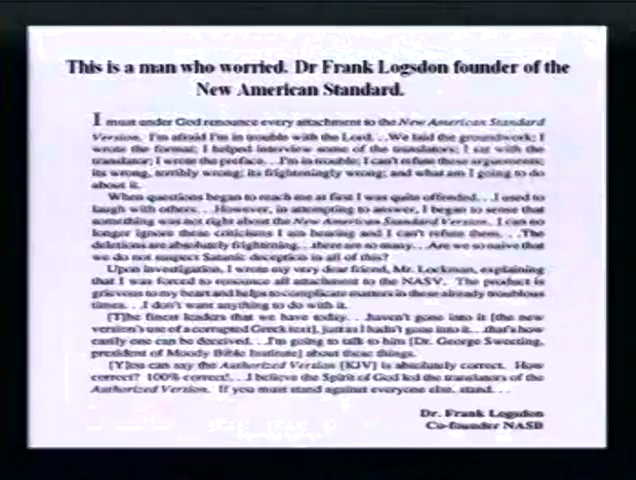 This is a man who worried. Dr Frank Logsdon founder of the
New American Standard.
I must under God renounce every attachment to the New American Standard
Version. I'm afraid I'm in trouble with the Lord. . .We laid the groundwork; I
wrote the format; I helped interview some of the translators; I sat with the
translator; I wrote the preface. . .I'm in trouble; I can't refute these arguements;
its wrong, terribly wrong; its frighteningly wrong; and what am I going to do
about it.
When questions began to reach me at first I was quite offended. . .I used to
laugh with others. . .However, in attempting to answer, I began to sense that
something was not right about the New American Standard Version. I can no
longer ignore these criticisms I am hearing and I can't refute them. . .The
deletions are absolutely frightening. . .there are so many. . .Are we so naive that
we do not suspect Satanic deception in all of this?
Upon investigation, I wrote my very dear friend, Mr. Lockman, explaining
that I was forced to renounce all attachment to the NASV. The product is
grievous to my heart and helps to complicate matters in these already troublous
times. . .I don't want anything to do with it.
[T]he finest leaders that we have today. . .haven't gone into it [the new
version's use of a corrupted Greek text], just as I hadn't gone into it. . .that's how
easily one can be deceived. . .I'm going to talk to him [Dr. George Sweeting,
president of Moody Bible Institute] about these things.
[Y]ou can say the Authorized Version [KJV] is absolutely correct. How
correct? 100% correct!. . .I believe the Spirit of God led the translators of the
Authorized Version. If you must stand against everyone else, stand. . .
Dr. Frank Logsdon
Co-founder NASB